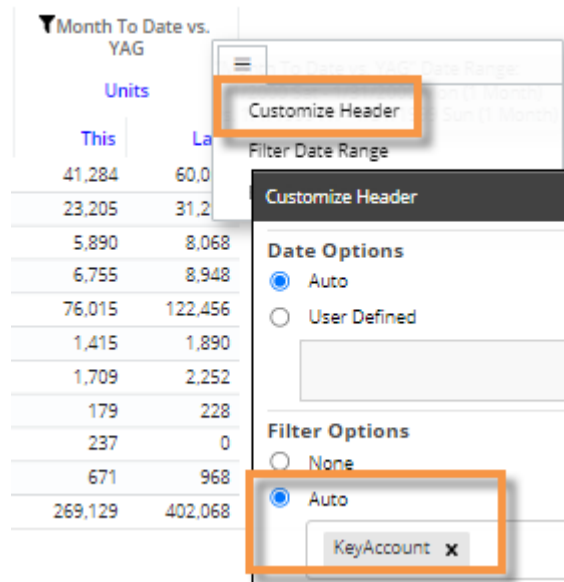 Month To Date vs.
YAG
Units
This
41,284
23,205 31,2
5,890 8,068
6,755 8,948
76,015 122,456
1,415 1,890
1,709 2,252
179 228
237 0
671 968
269,129 402,068
☰
Customize Header
Filter Date Range
Customize Header
Date Options
Auto
User Defined
Filter Options
None
Auto
KeyAccount x